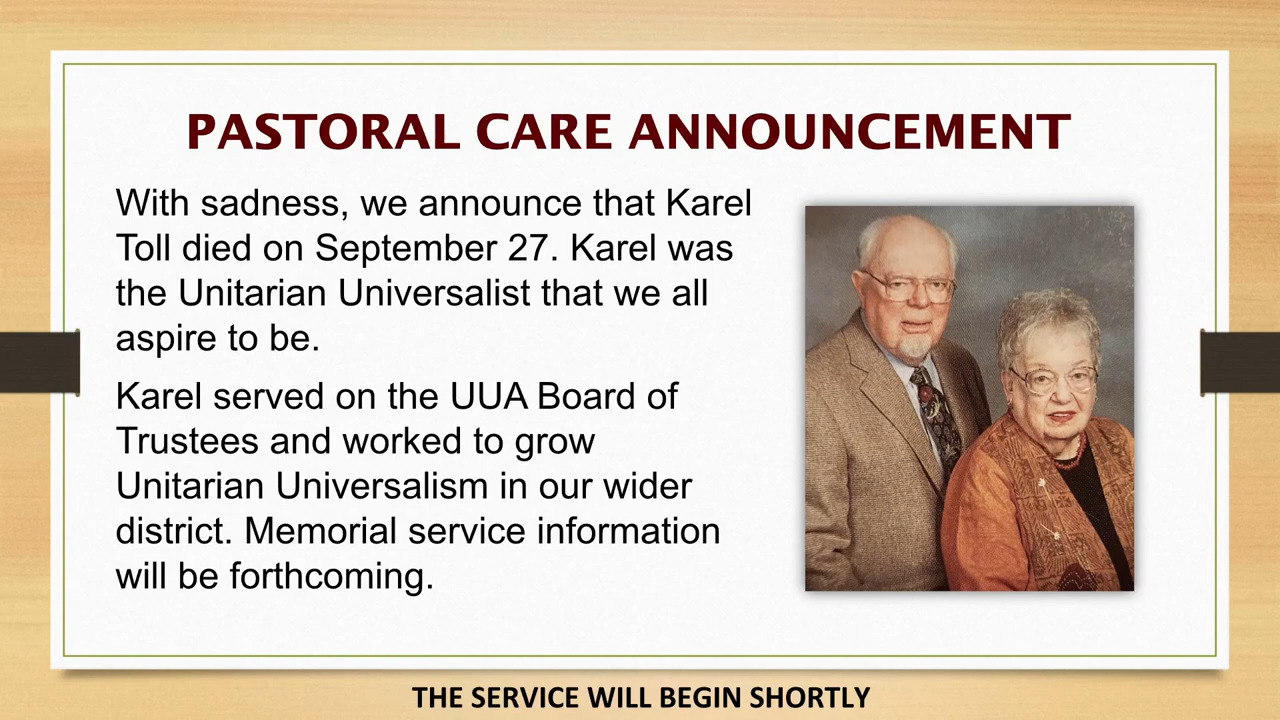 PASTORAL CARE ANNOUNCEMENT
With sadness, we announce that Karel
Toll died on September 27. Karel was
the Unitarian Universalist that we all
aspire to be.
Karel served on the UUA Board of
Trustees and worked to grow
Unitarian Universalism in our wider
district. Memorial service information
will be forthcoming.
THE SERVICE WILL BEGIN SHORTLY